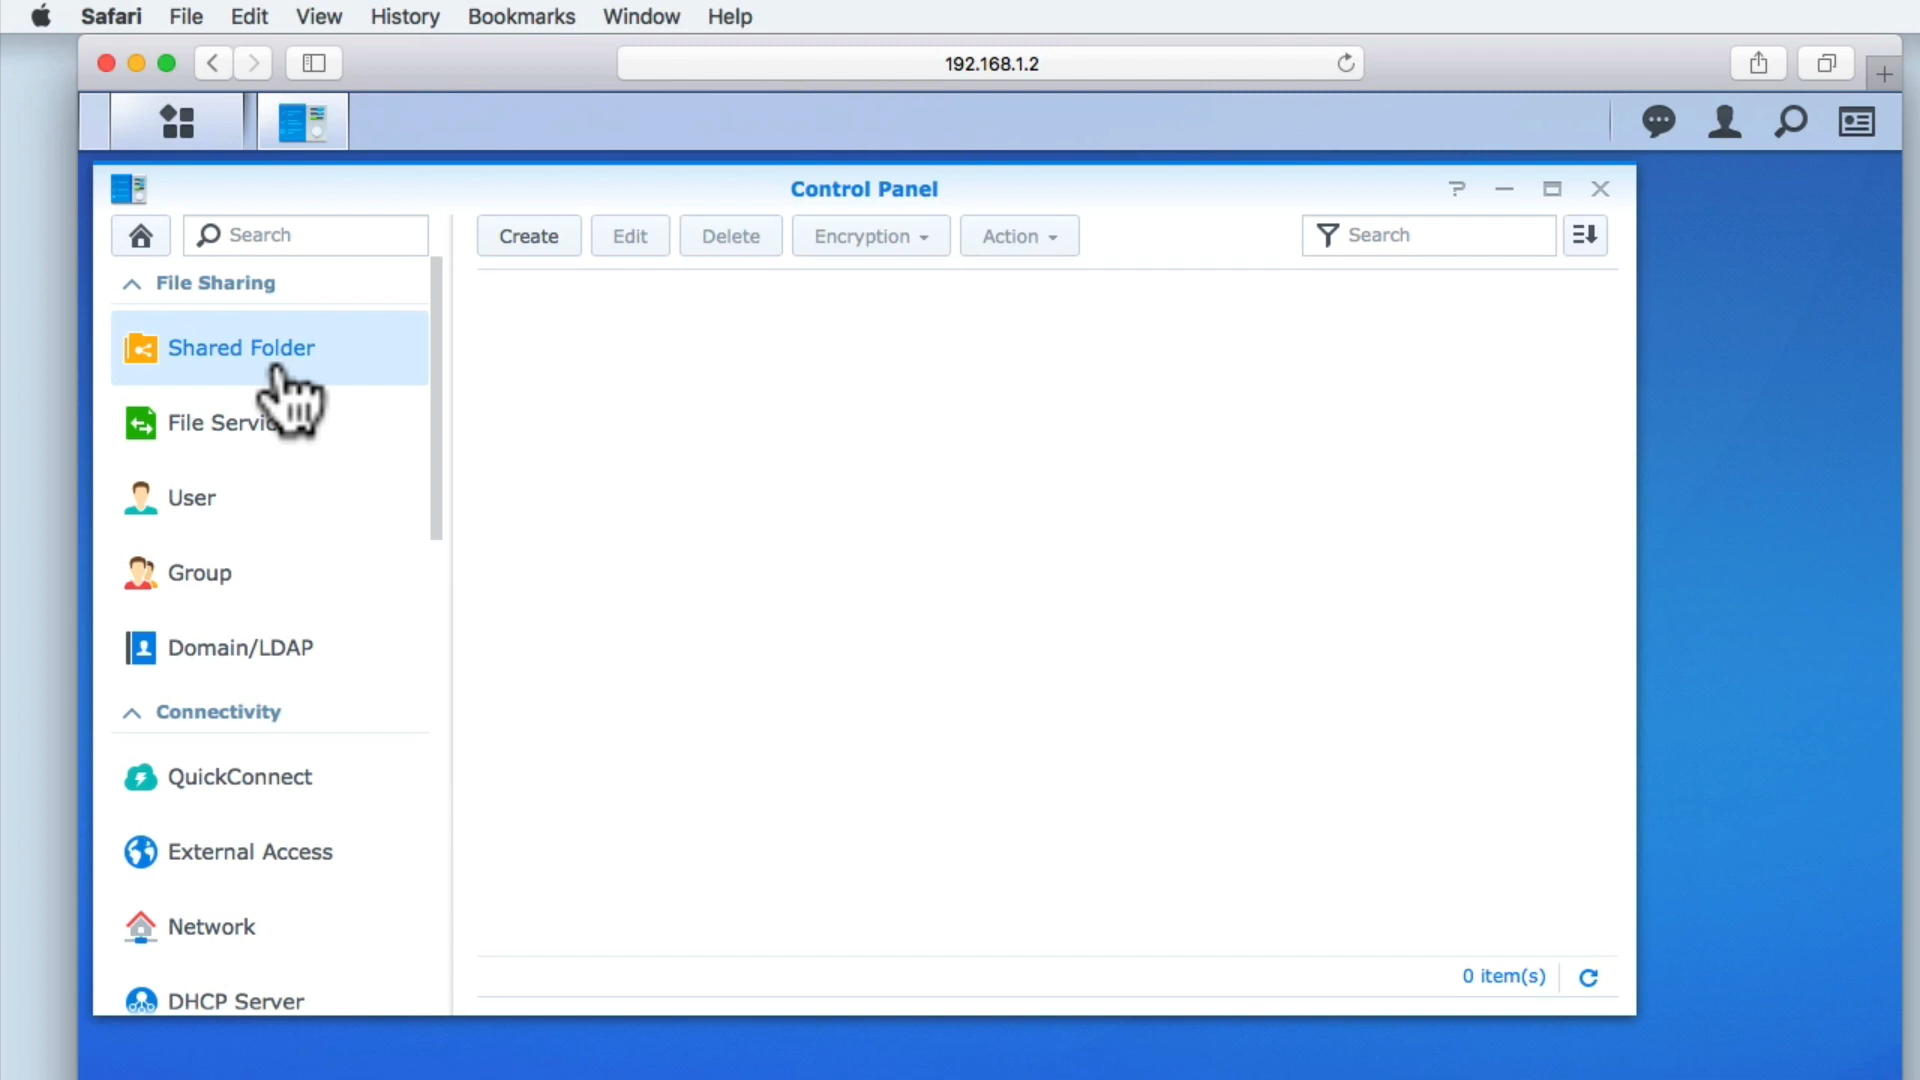 Safari File Edit View History Bookmarks Window Help
192.168.1.2
Control Panel
Search
Create Edit Delete Encryption Action
Search
File Sharing
Shared Folder
File Servic
User
Group
Domain/LDAP
Connectivity
QuickConnect
External Access
Network
DHCP Server
0 item(s)